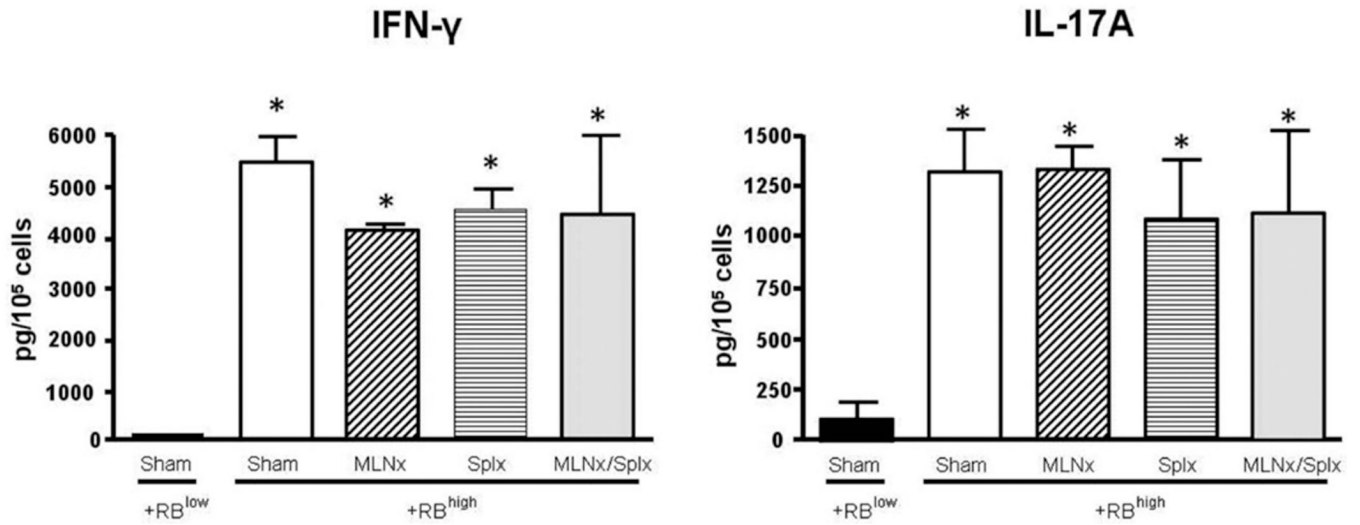 IFN-γ
*
*
*
*
6000
5000
4000
3000
2000
1000
0
pg/10⁵ cells
Sham
Sham
MLNx
Splx
MLNx/Splx
+RBlow
+RBhigh
IL-17A
*
*
*
*
1500
1250
1000
750
500
250
0
pg/10⁵ cells
Sham
Sham
MLNx
Splx
MLNx/Splx
+RBlow
+RBhigh